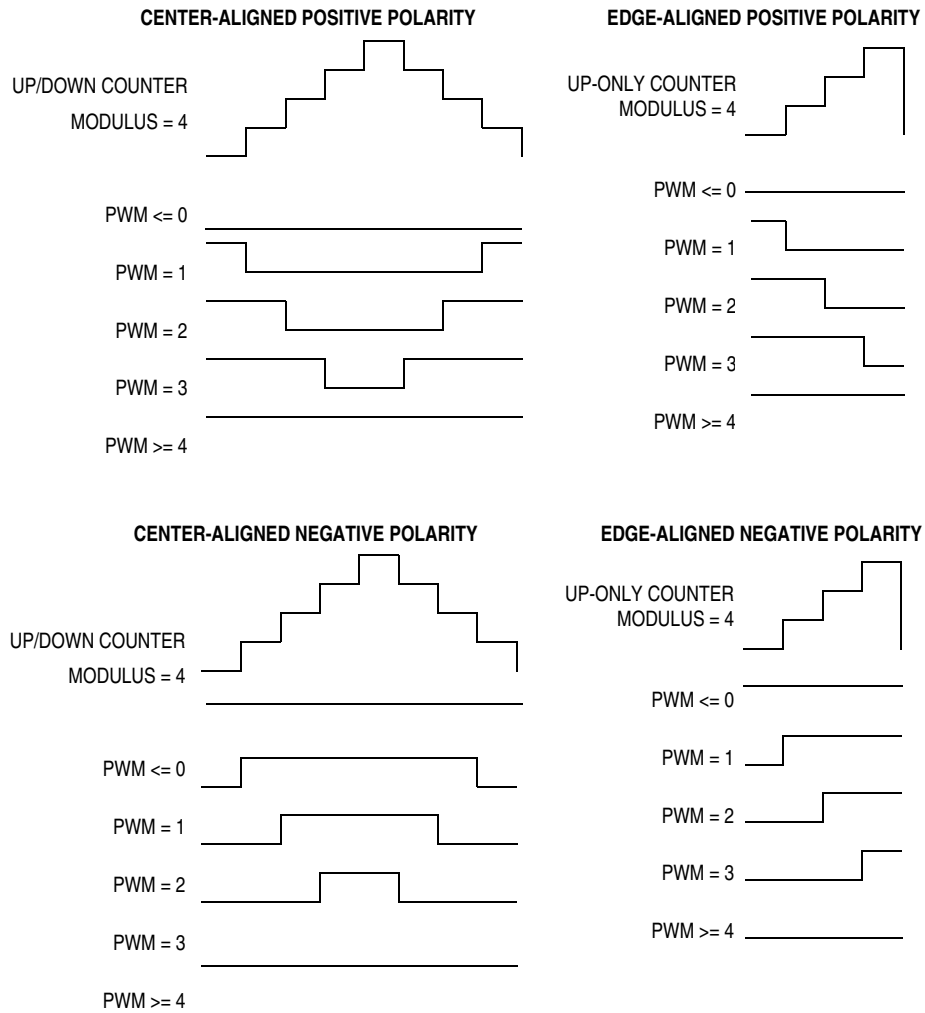 CENTER-ALIGNED POSITIVE POLARITY
UP/DOWN COUNTER
MODULUS = 4
PWM <= 0
PWM = 1
PWM = 2
PWM = 3
PWM >= 4
EDGE-ALIGNED POSITIVE POLARITY
UP-ONLY COUNTER
MODULUS = 4
PWM <= 0
PWM = 1
PWM = 2
PWM = 3
PWM >= 4
CENTER-ALIGNED NEGATIVE POLARITY
UP/DOWN COUNTER
MODULUS = 4
PWM <= 0
PWM = 1
PWM = 2
PWM = 3
PWM >= 4
EDGE-ALIGNED NEGATIVE POLARITY
UP-ONLY COUNTER
MODULUS = 4
PWM <= 0
PWM = 1
PWM = 2
PWM = 3
PWM >= 4